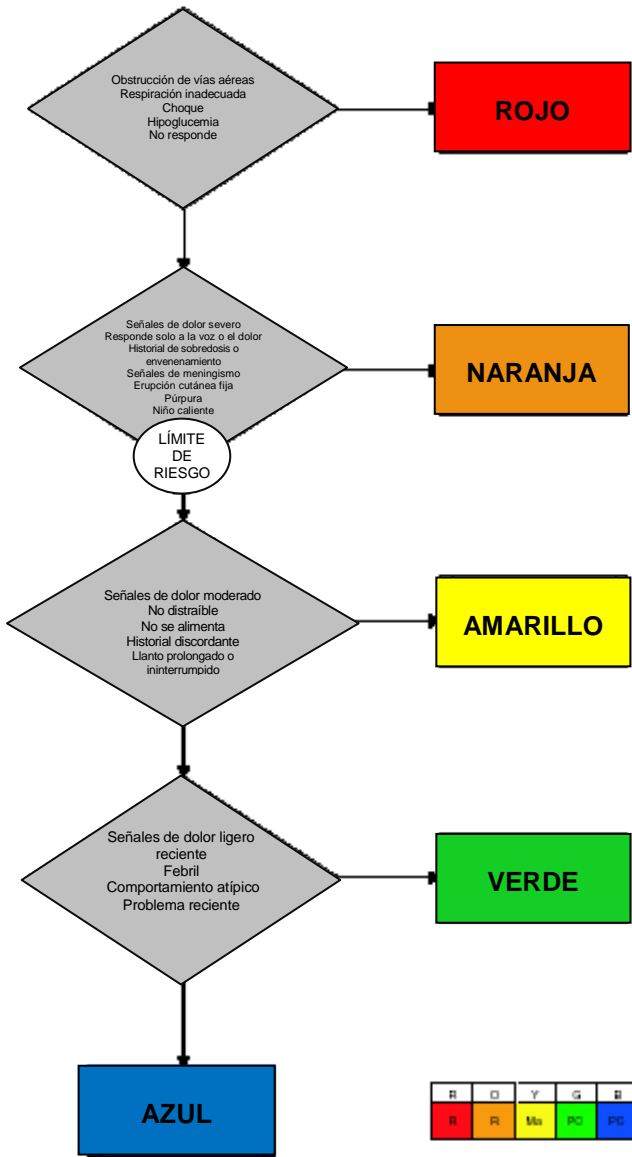 Obstrucción de vías aéreas
Respiración inadecuada
Choque
Hipoglucemia
No responde
ROJO
Señales de dolor severo
Responde solo a la voz o el dolor
Historial de sobredosis o
envenenamiento
Señales de meningismo
Erupción cutánea fija
Púrpura
Niño caliente
NARANJA
LÍMITE
DE
RIESGO
Señales de dolor moderado
No distraíble
No se alimenta
Historial discordante
Llanto prolongado o
ininterrumpido
AMARILLO
Señales de dolor ligero
reciente
Febril
Comportamiento atípico
Problema reciente
VERDE
AZUL
R O Y G B
R R Ma PC PC